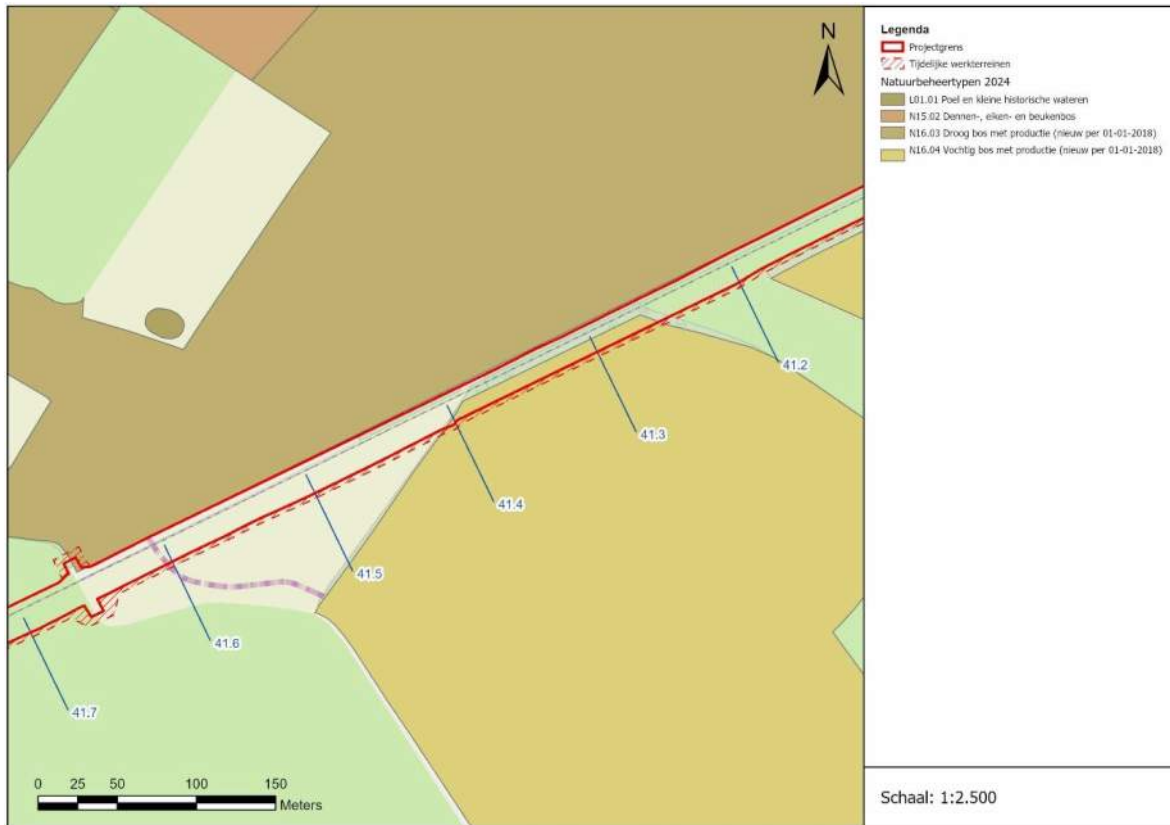 N
41.2
41.3
41.4
41.5
41.6
41.7
0 25 50 100 150
Meters
Legenda
Projectgrens
Tijdelijke werkterreinen
Natuurbeheertypen 2024
L01.01 Poel en kleine historische wateren
N15.02 Dennen-, eiken- en beukenbos
N16.03 Droog bos met productie (nieuw per 01-01-2018)
N16.04 Vochtig bos met productie (nieuw per 01-01-2018)
Schaal: 1:2.500